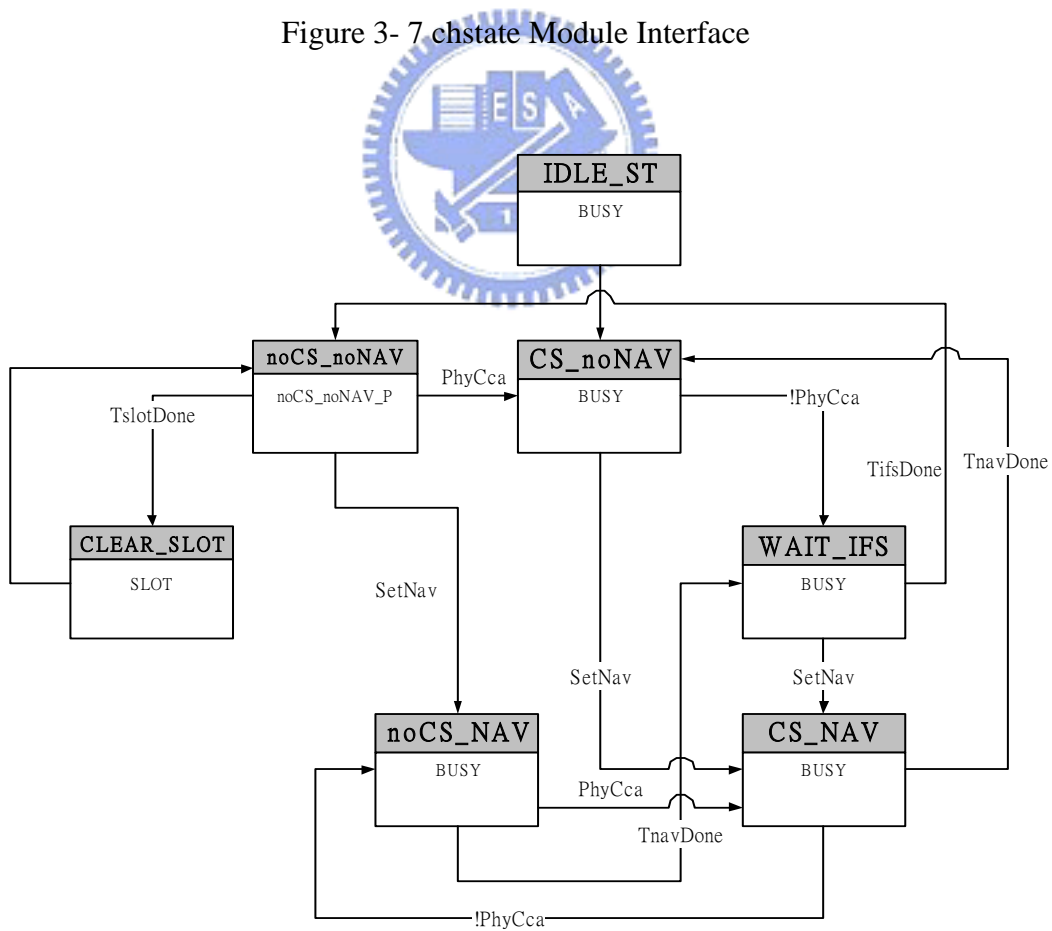 Figure 3- 7 chstate Module Interface
E S A
1
IDLE_ST
BUSY
noCS_noNAV
noCS_noNAV_P
PhyCca
CS_noNAV
BUSY
!PhyCca
TslotDone
TifsDone
TnavDone
CLEAR_SLOT
SLOT
SetNav
WAIT_IFS
BUSY
SetNav
SetNav
noCS_NAV
BUSY
PhyCca
CS_NAV
BUSY
TnavDone
!PhyCca